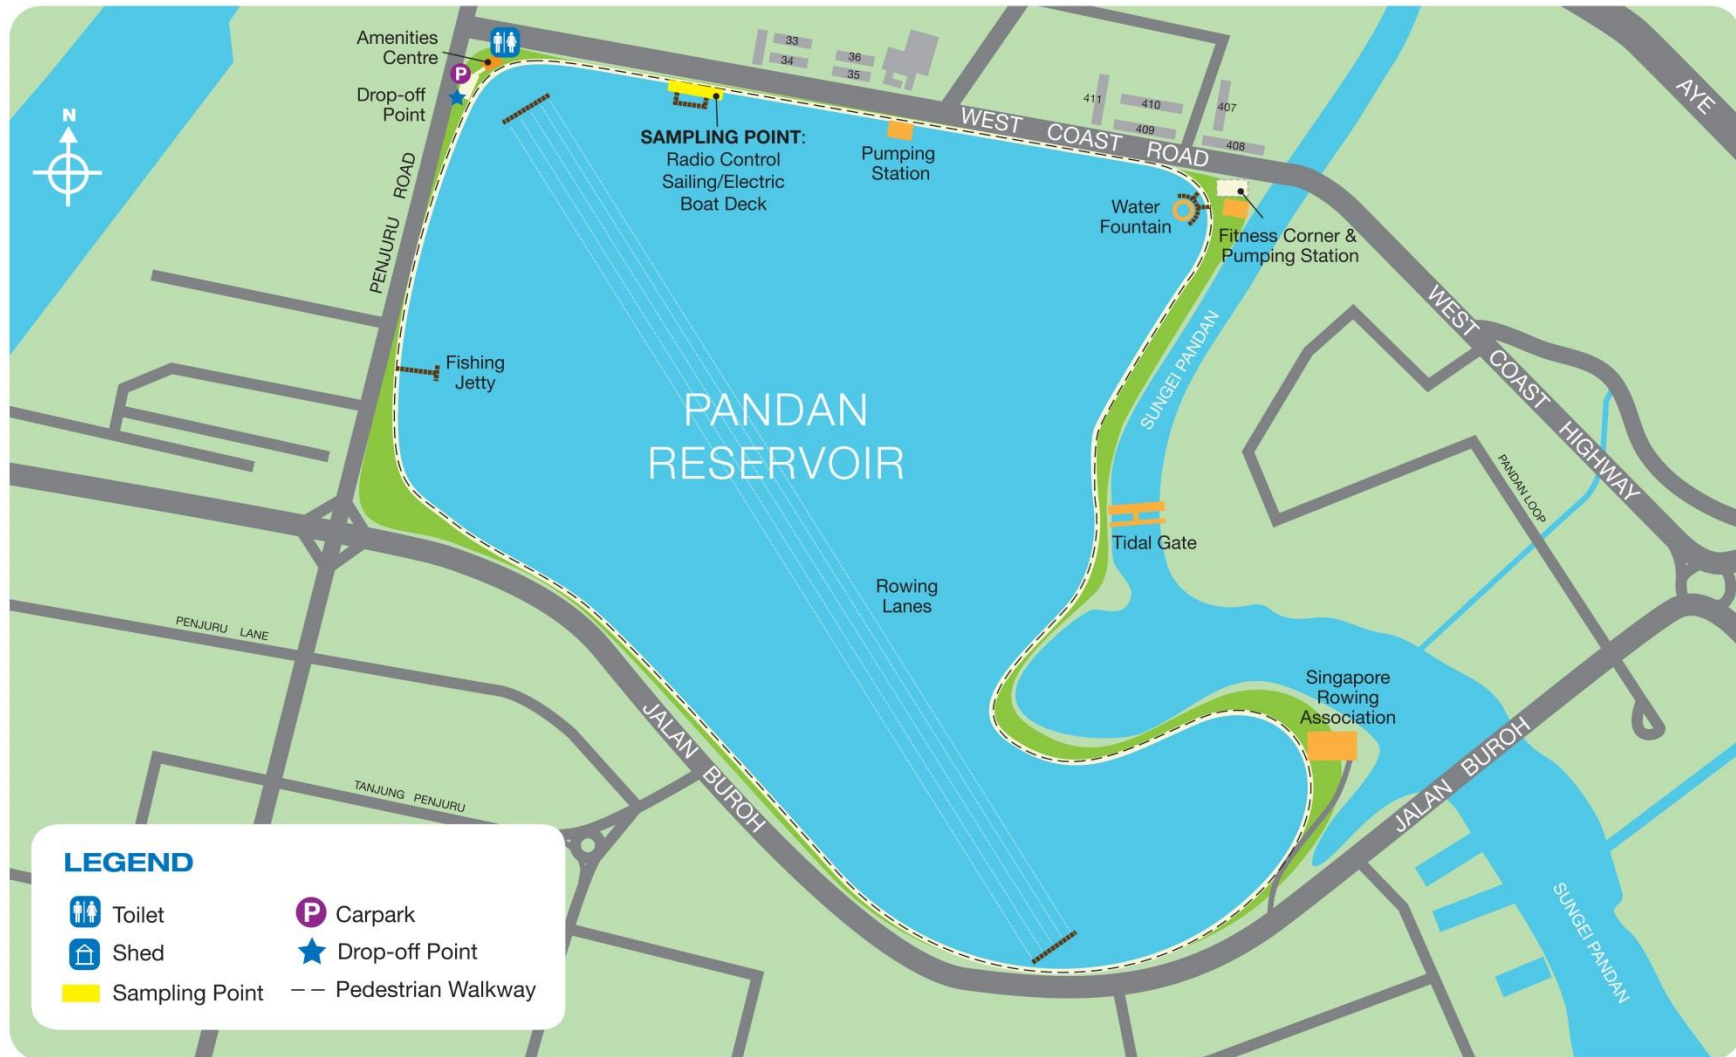 Amenities
Centre
P
Drop-off
Point
N
33
34
36
35
411
410
409
407
408
AYE
SAMPLING POINT:
Radio Control
Sailing/Electric
Boat Deck
Pumping
Station
WEST COAST ROAD
Water
Fountain
Fitness Corner &
Pumping Station
PENJURU ROAD
Fishing
Jetty
PANDAN
RESERVOIR
SUNGEI PANDAN
WEST COAST HIGHWAY
PANDAN LOOP
Tidal Gate
Rowing
Lanes
PENJURU LANE
Singapore
Rowing
Association
JALAN BUROH
JALAN BUROH
TANJUNG PENJURU
SUNGEI PANDAN
LEGEND
Toilet
P Carpark
Shed
Drop-off Point
Sampling Point
Pedestrian Walkway